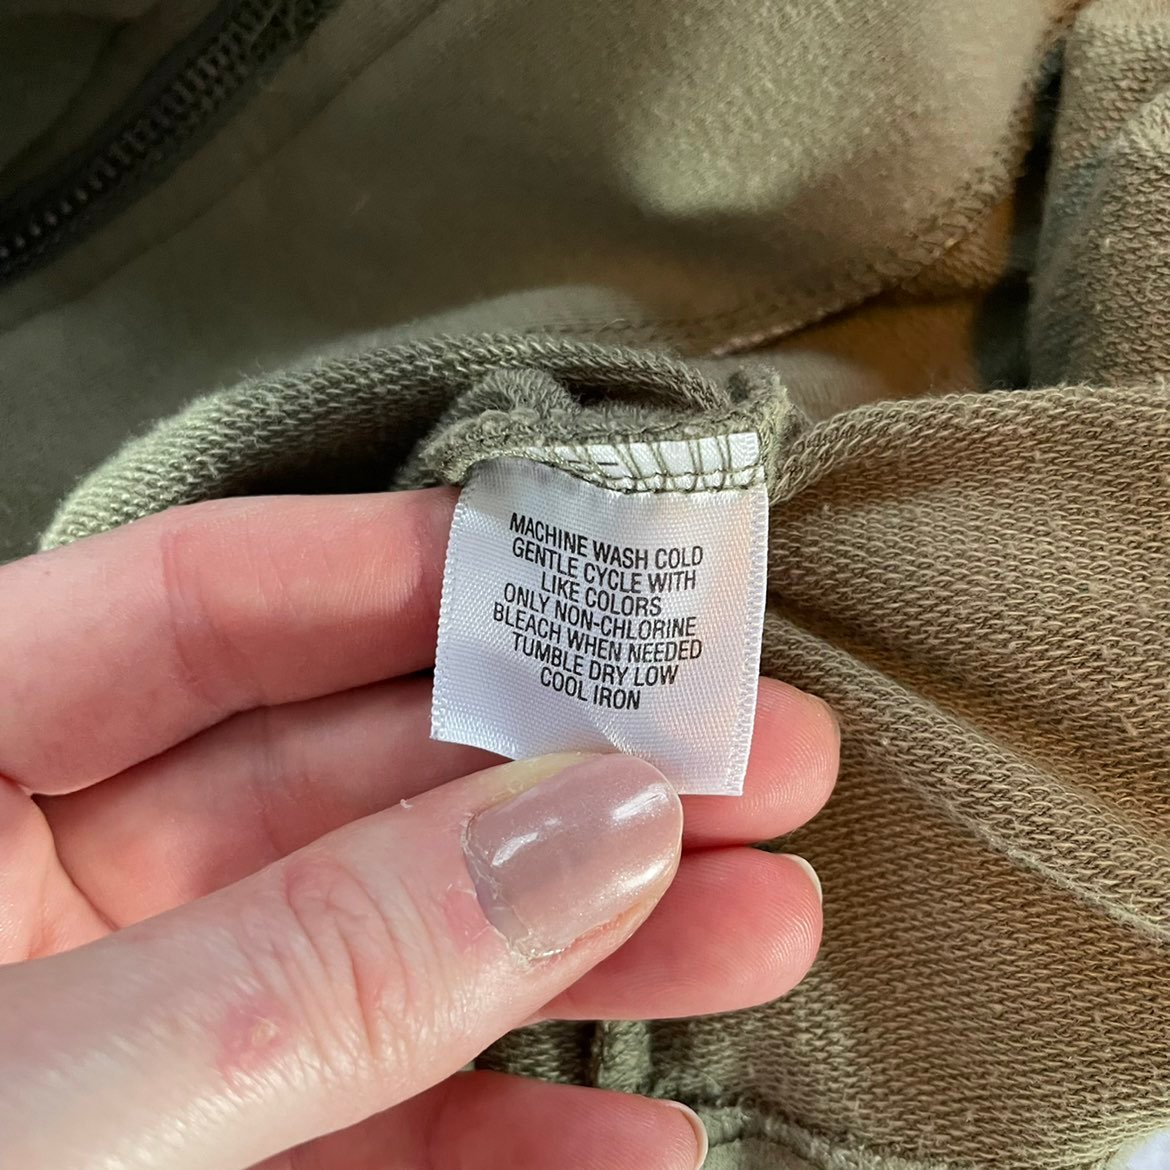 MACHINE WASH COLD
GENTLE CYCLE WITH
LIKE COLORS
ONLY NON-CHLORINE
BLEACH WHEN NEEDED
TUMBLE DRY LOW
COOL IRON